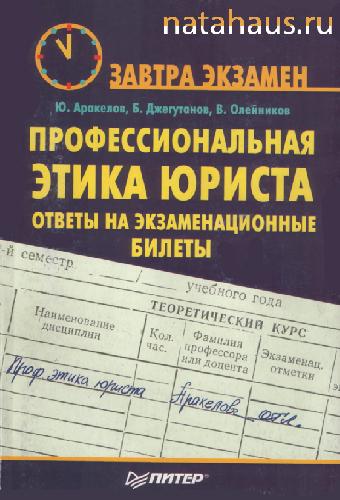 natahaus.ru
ЗАВТРА ЭКЗАМЕН
Ю. Аракелов, Б. Джегутанов, В. Олейников
ПРОФЕССИОНАЛЬНАЯ
ЭТИКА ЮРИСТА
ОТВЕТЫ НА ЭКЗАМЕНАЦИОННЫЕ
БИЛЕТЫ
-й семестр
учебного года
ТЕОРЕТИЧЕСКИЙ КУРС
Наименование дисциплин
Кол. час.
Фамилия профессора или доцента
Экзаменац. отметки
Проф. этика юриста
Аракелов
отл.
ПИТЕР